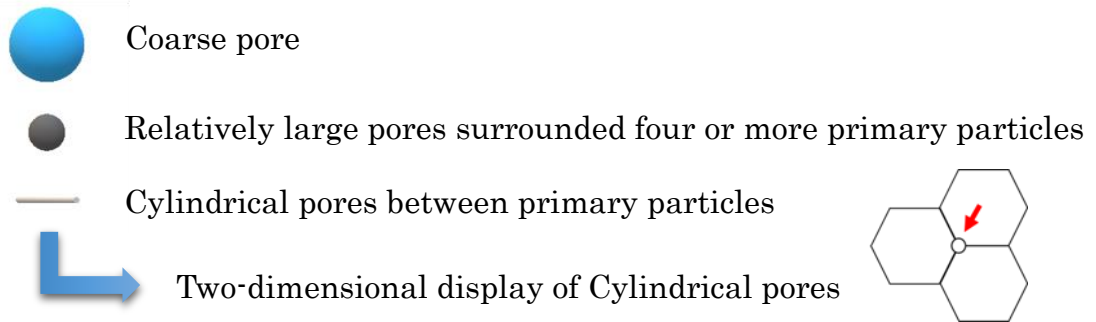 Coarse pore
Relatively large pores surrounded four or more primary particles
Cylindrical pores between primary particles
Two-dimensional display of Cylindrical pores